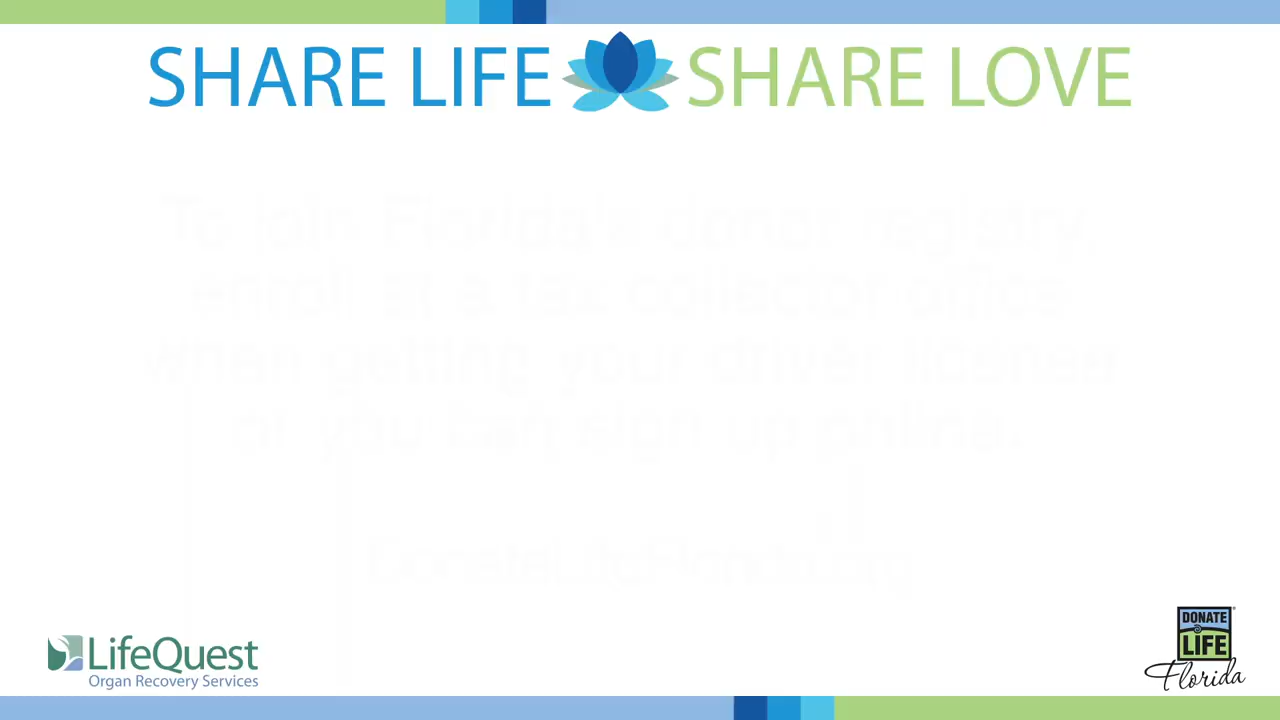 SHARE LIFE SHARE LOVE
To join Florida's donor registry,
enroll at a tax collector office
when getting your driver license
or you can sign up online.
DonateLifeFlorida.org
LifeQuest
Organ Recovery Services
DONATE
LIFE
Florida